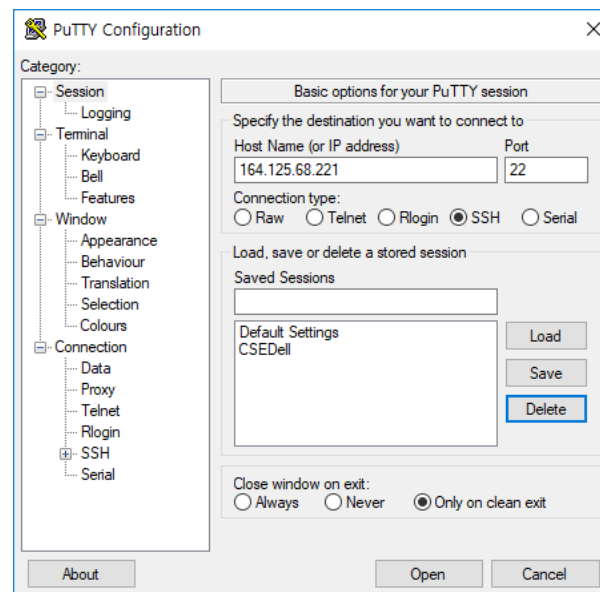 PuTTY Configuration
Category:
Session
Logging
Terminal
Keyboard
Bell
Features
Window
Appearance
Behaviour
Translation
Selection
Colours
Connection
Data
Proxy
Telnet
Rlogin
SSH
Serial
Basic options for your PuTTY session
Specify the destination you want to connect to
Host Name (or IP address) Port
164.125.68.221 22
Connection type:
Raw Telnet Rlogin SSH Serial
Load, save or delete a stored session
Saved Sessions
Default Settings
CSEDell
Load
Save
Delete
Close window on exit:
Always Never Only on clean exit
About Open Cancel